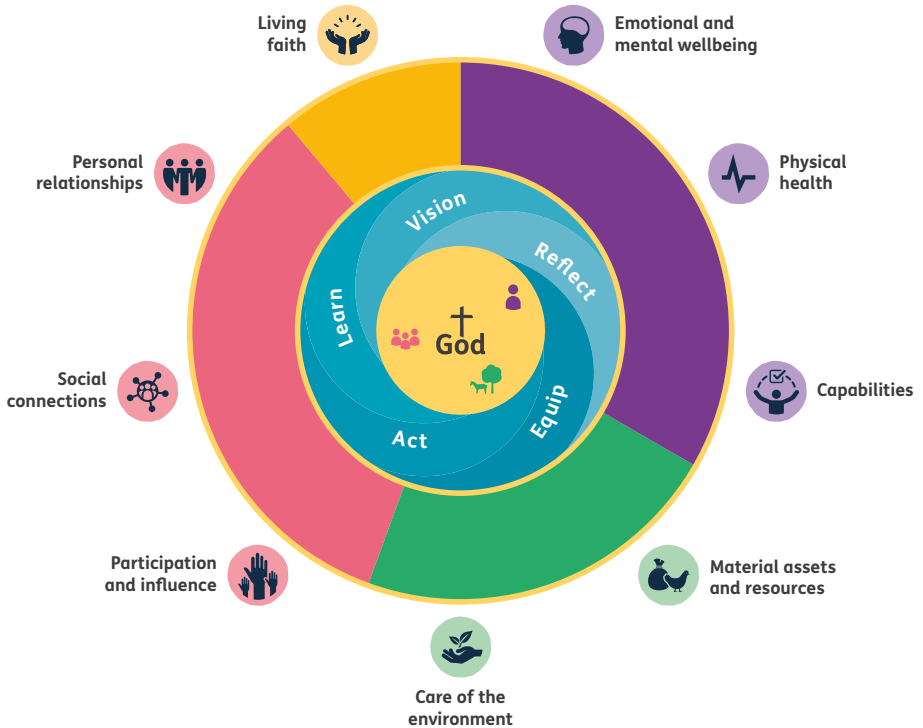 Living
faith
Emotional and
mental wellbeing
Personal
relationships
Physical
health
Vision
Reflect
Learn
God
Equip
Act
Social
connections
Capabilities
Participation
and influence
Material assets
and resources
Care of the
environment